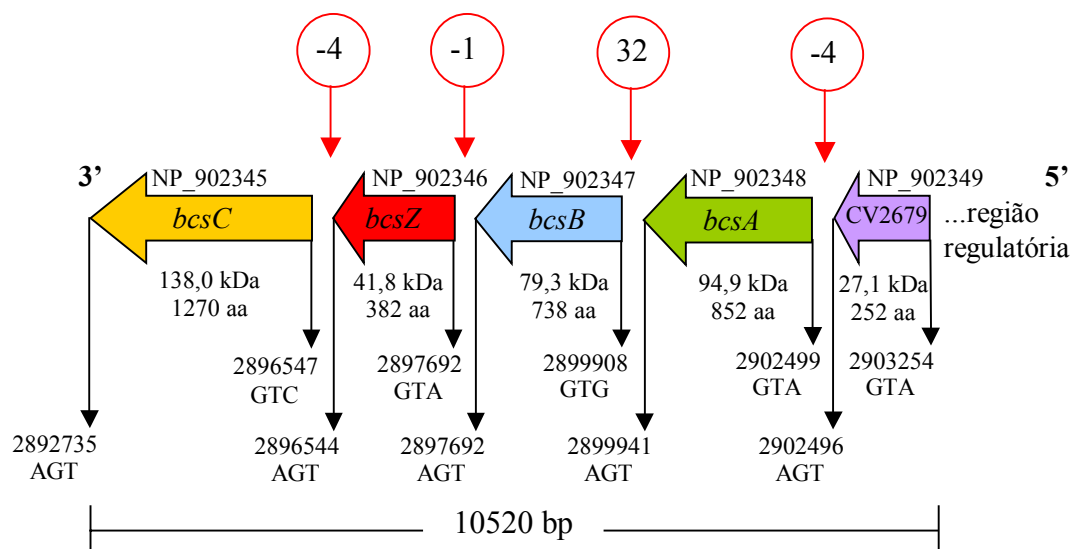 -4
-1
32
-4
3’
NP_902345
NP_902346
NP_902347
NP_902348
NP_902349
5’
bcsC
bcsZ
bcsB
bcsA
CV2679
...região
regulatória
138,0 kDa
1270 aa
41,8 kDa
382 aa
79,3 kDa
738 aa
94,9 kDa
852 aa
27,1 kDa
252 aa
2896547
GTC
2897692
GTA
2899908
GTG
2902499
GTA
2903254
GTA
2892735
AGT
2896544
AGT
2897692
AGT
2899941
AGT
2902496
AGT
10520 bp